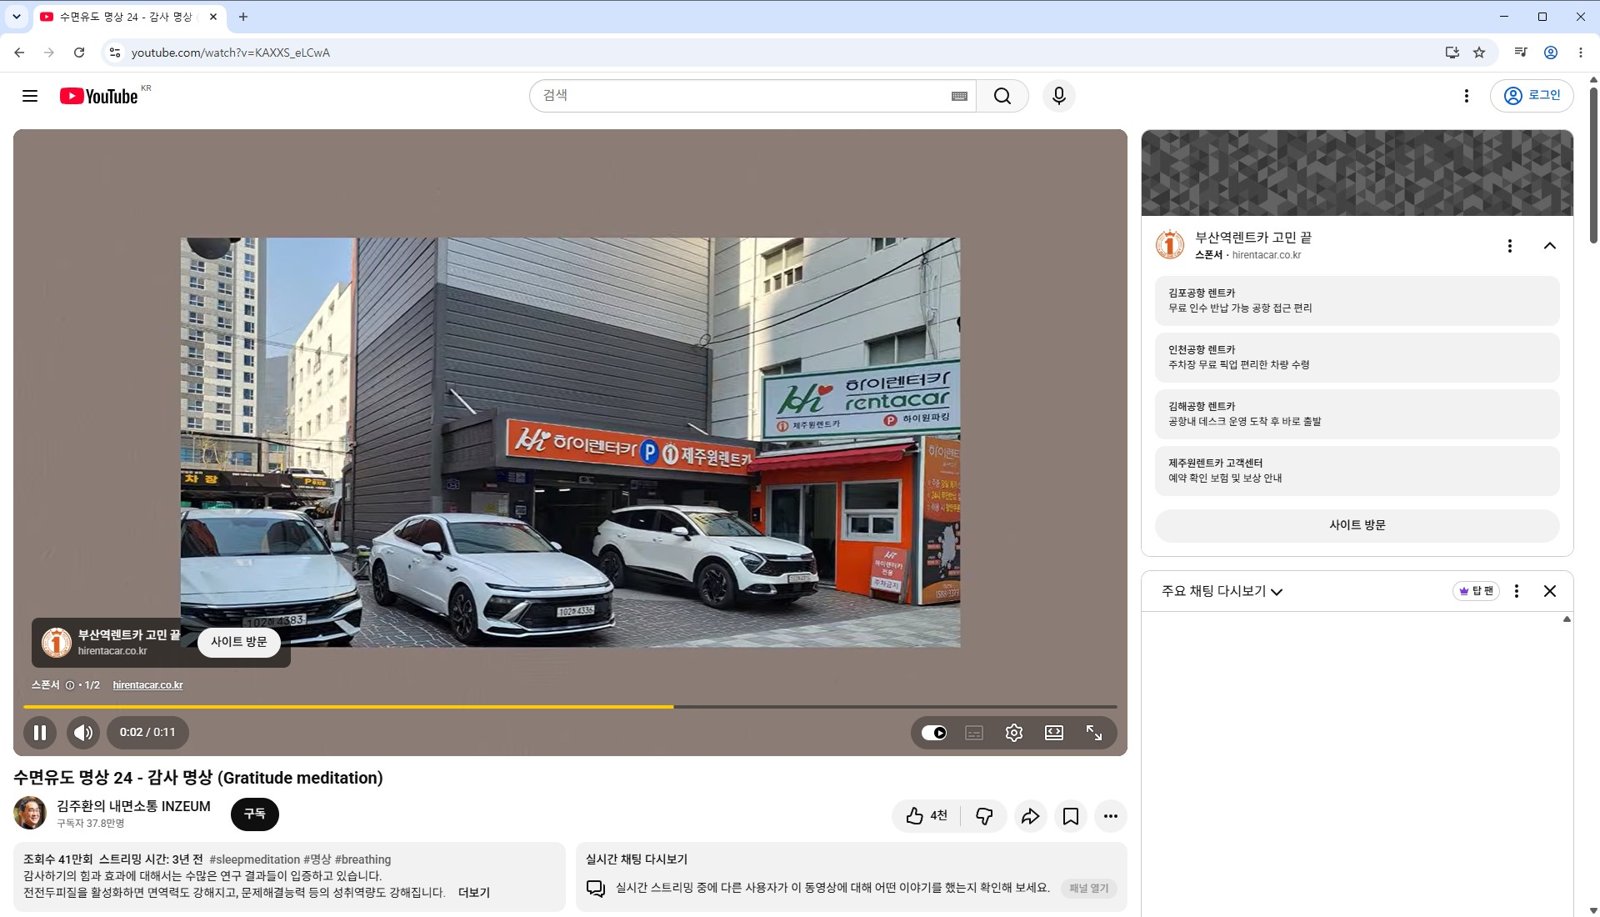 수면유도 명상 24 - 감사 명상 (
youtube.com/watch?v=KAXXS_eLCwA
YouTube KR
검색
로그인
하이렌터카
rentacar
제주원렌트카 P 하이원파킹
Hi 하이렌터카 P 1 제주원렌트카
차 장
102하 4383
102하 4336
부산역렌트카 고민 끝
hirentacar.co.kr
사이트 방문
스폰서 • 1/2 hirentacar.co.kr
0:02 / 0:11
부산역렌트카 고민 끝
스폰서 · hirentacar.co.kr
김포공항 렌트카
무료 인수 반납 가능 공항 접근 편리
인천공항 렌트카
주차장 무료 픽업 편리한 차량 수령
김해공항 렌트카
공항내 데스크 운영 도착 후 바로 출발
제주원렌트카 고객센터
예약 확인 보험 및 보상 안내
사이트 방문
주요 채팅 다시보기
탑 팬
수면유도 명상 24 - 감사 명상 (Gratitude meditation)
김주환의 내면소통 INZEUM
구독자 37.8만명
구독
4천
조회수 41만회 스트리밍 시간: 3년 전 #sleepmeditation #명상 #breathing
감사하기의 힘과 효과에 대해서는 수많은 연구 결과들이 입증하고 있습니다.
전전두피질을 활성화하면 면역력도 강해지고, 문제해결능력 등의 성취역량도 강해집니다. 더보기
실시간 채팅 다시보기
실시간 스트리밍 중에 다른 사용자가 이 동영상에 대해 어떤 이야기를 했는지 확인해 보세요.
패널 열기